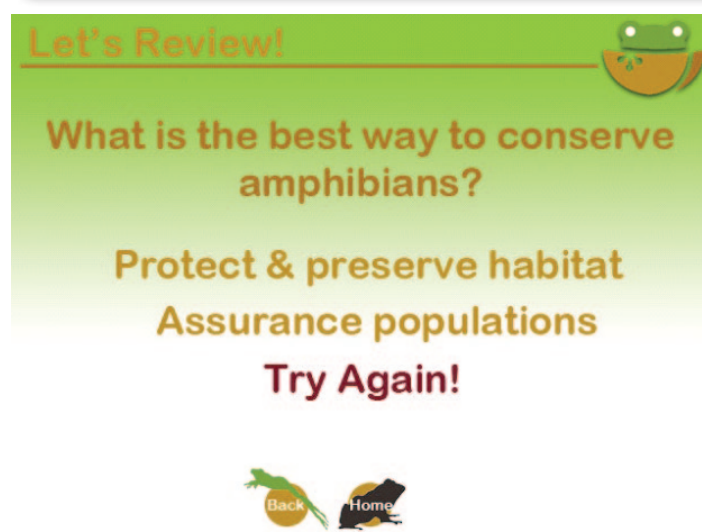 Let's Review!
What is the best way to conserve
amphibians?
Protect & preserve habitat
Assurance populations
Try Again!
Back Home